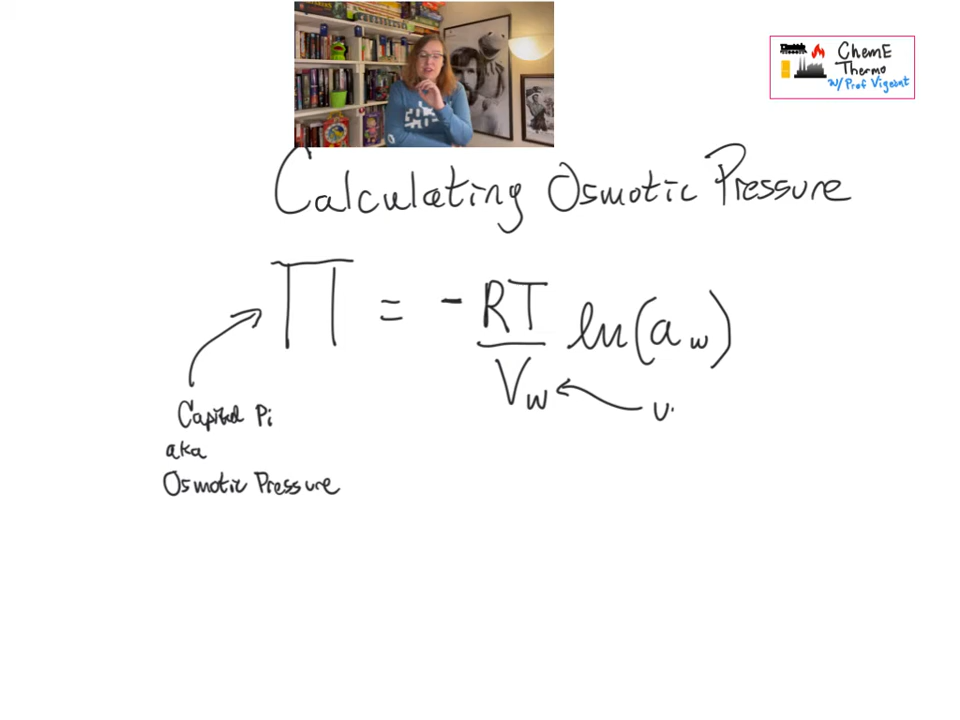 ChemE
Thermo
w/ Prof Vigeant
Calculating Osmotic Pressure
Π = - RT / V_w ln(a_w)
Capital Pi
aka
Osmotic Pressure